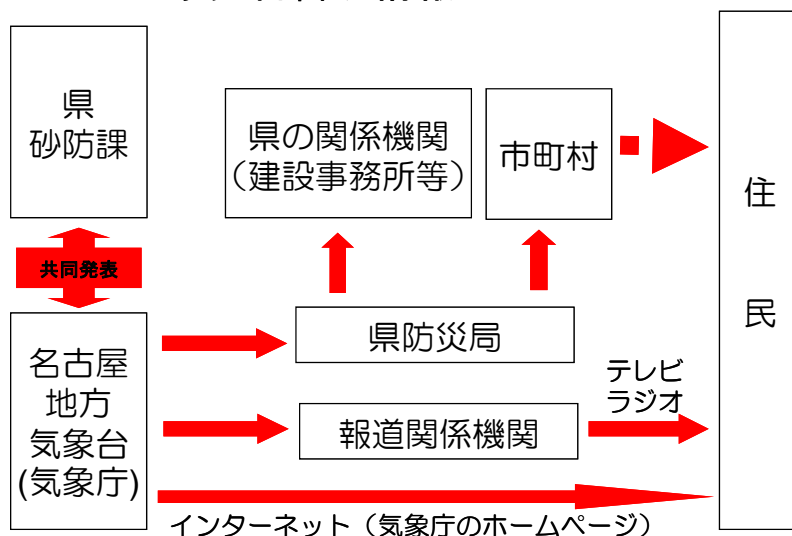 県
砂防課
県の関係機関
（建設事務所等）
市町村
住
民
共同発表
名古屋
地方
気象台
(気象庁)
県防災局
報道関係機関
テレビ
ラジオ
インターネット（気象庁のホームページ）